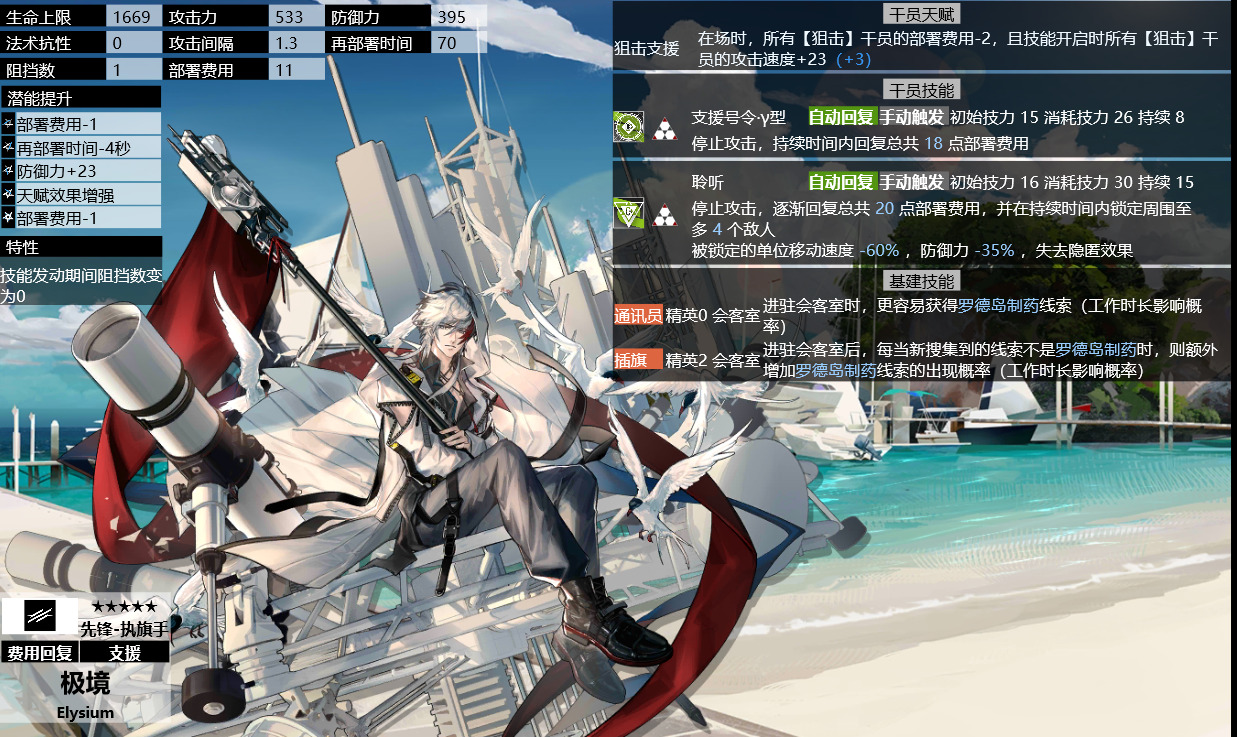 生命上限 1669 攻击力 533 防御力 395
法术抗性 0 攻击间隔 1.3 再部署时间 70
阻挡数 1 部署费用 11
潜能提升
部署费用-1
再部署时间-4秒
防御力+23
天赋效果增强
部署费用-1
特性
技能发动期间阻挡数变
为0
★★★★★
先锋-执旗手
费用回复 支援
极境
Elysium
干员天赋
狙击支援 在场时，所有【狙击】干员的部署费用-2，且技能开启时所有【狙击】干
员的攻击速度+23（+3）
干员技能
支援号令·γ型 自动回复 手动触发 初始技力 15 消耗技力 26 持续 8
停止攻击，持续时间内回复总共 18 点部署费用
聆听 自动回复 手动触发 初始技力 16 消耗技力 30 持续 15
停止攻击，逐渐回复总共 20 点部署费用，并在持续时间内锁定周围至
多 4 个敌人
被锁定的单位移动速度 -60% ，防御力 -35% ，失去隐匿效果
基建技能
通讯员 精英0 会客室 进驻会客室时，更容易获得罗德岛制药线索（工作时长影响概
率）
插旗 精英2 会客室 进驻会客室后，每当新搜集到的线索不是罗德岛制药时，则额外
增加罗德岛制药线索的出现概率（工作时长影响概率）